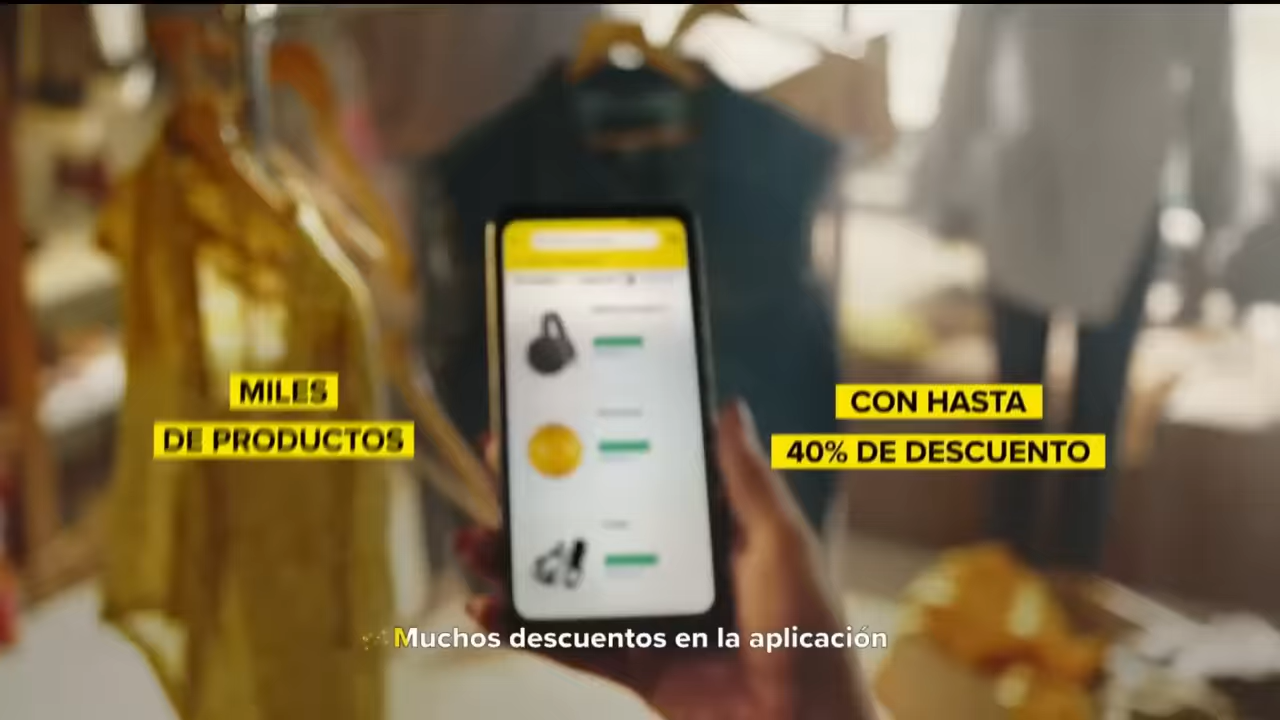 MILES
DE PRODUCTOS
CON HASTA
40% DE DESCUENTO
Muchos descuentos en la aplicación